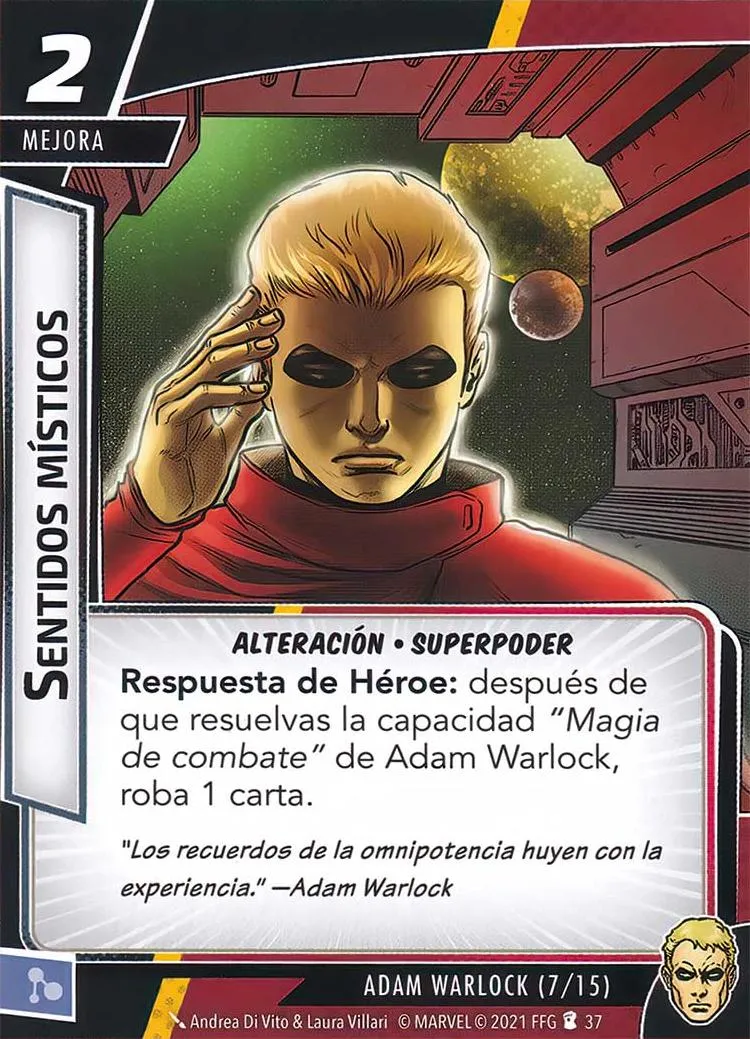 2
MEJORA
SENTIDOS MÍSTICOS
ALTERACIÓN • SUPERPODER
Respuesta de Héroe: después de
que resuelvas la capacidad “Magia
de combate” de Adam Warlock,
roba 1 carta.
"Los recuerdos de la omnipotencia huyen con la
experiencia." —Adam Warlock
ADAM WARLOCK (7/15)
Andrea Di Vito & Laura Villari © MARVEL © 2021 FFG 37